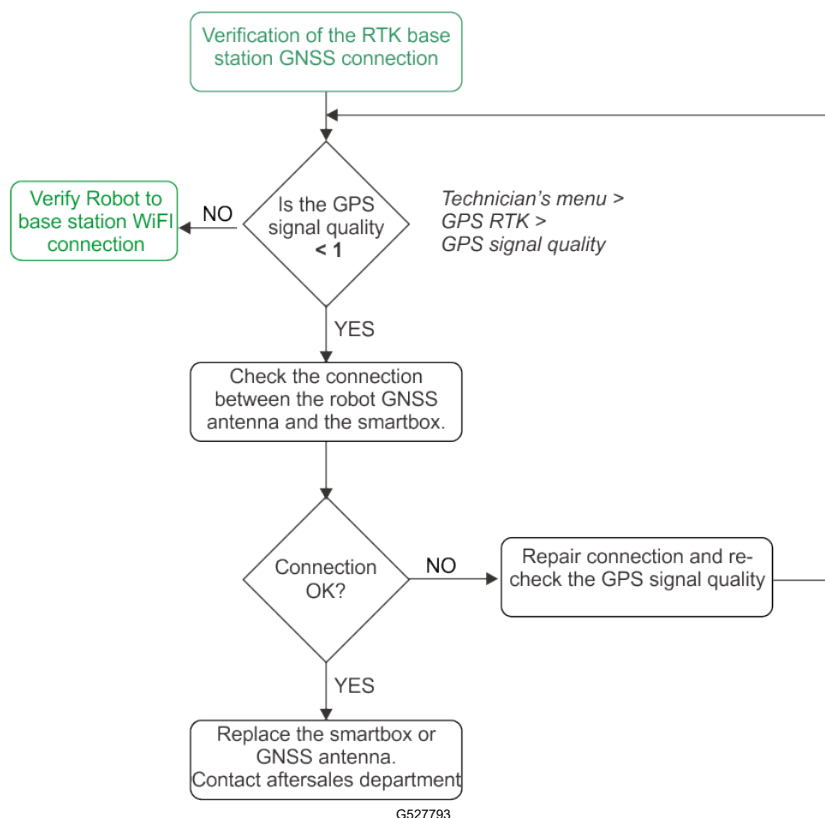 Verification of the RTK base
station GNSS connection
Verify Robot to
base station WiFI
connection
NO
Is the GPS
signal quality
< 1
Technician's menu >
GPS RTK >
GPS signal quality
YES
Check the connection
between the robot GNSS
antenna and the smartbox.
Connection
OK?
NO
Repair connection and re-
check the GPS signal quality
YES
Replace the smartbox or
GNSS antenna.
Contact aftersales department
G527793